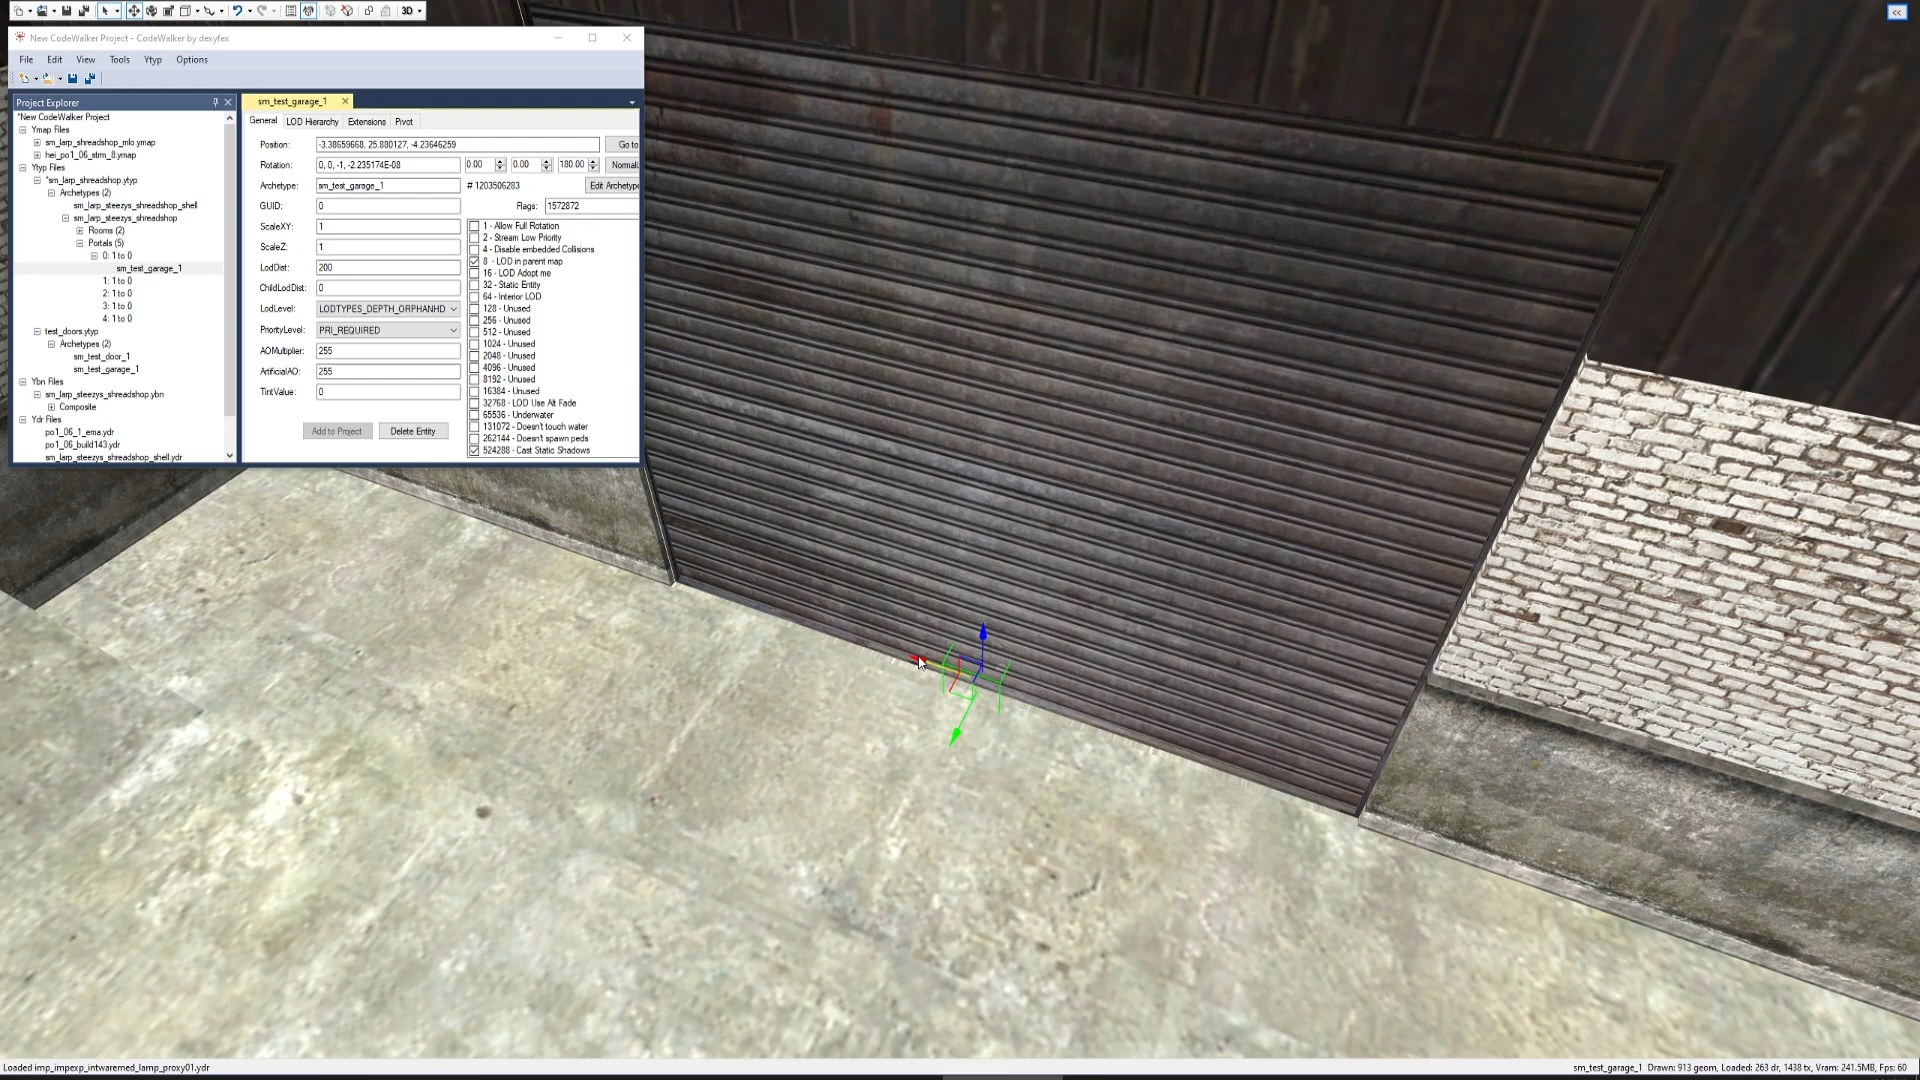 3D
<<
New CodeWalker Project - CodeWalker by dexyfex
File Edit View Tools Ytyp Options
Project Explorer
*New CodeWalker Project
Ymap Files
sm_larp_shreadshop_mlo.ymap
hei_po1_06_strm_8.ymap
Ytyp Files
*sm_larp_shreadshop.ytyp
Archetypes (2)
sm_larp_steezys_shreadshop_shell
sm_larp_steezys_shreadshop
Rooms (2)
Portals (5)
0: 1 to 0
sm_test_garage_1
1: 1 to 0
2: 1 to 0
3: 1 to 0
4: 1 to 0
test_doors.ytyp
Archetypes (2)
sm_test_door_1
sm_test_garage_1
Ybn Files
sm_larp_steezys_shreadshop.ybn
Composite
Ydr Files
po1_06_1_ema.ydr
po1_06_build143.ydr
sm_larp_steezys_shreadshop_shell.ydr
sm_test_garage_1
General LOD Hierarchy Extensions Pivot
Position: -3.38659668, 25.880127, -4.23646259 Go to
Rotation: 0, 0, -1, -2.235174E-08 0.00 0.00 180.00 Normali
Archetype: sm_test_garage_1 # 1203506283 Edit Archetype
GUID: 0 Flags: 1572872
ScaleXY: 1
ScaleZ: 1
LodDist: 200
ChildLodDist: 0
LodLevel: LODTYPES_DEPTH_ORPHANHD
PriorityLevel: PRI_REQUIRED
AOMultiplier: 255
ArtificialAO: 255
TintValue: 0
Add to Project Delete Entity
1 - Allow Full Rotation
2 - Stream Low Priority
4 - Disable embedded Collisions
8 - LOD in parent map
16 - LOD Adopt me
32 - Static Entity
64 - Interior LOD
128 - Unused
256 - Unused
512 - Unused
1024 - Unused
2048 - Unused
4096 - Unused
8192 - Unused
16384 - Unused
32768 - LOD Use Alt Fade
65536 - Underwater
131072 - Doesn't touch water
262144 - Doesn't spawn peds
524288 - Cast Static Shadows
Loaded imp_impexp_intwaremed_lamp_proxy01.ydr
sm_test_garage_1 Drawn: 913 geom, Loaded: 263 dr, 1438 tx, Vram: 241.5MB, Fps: 60